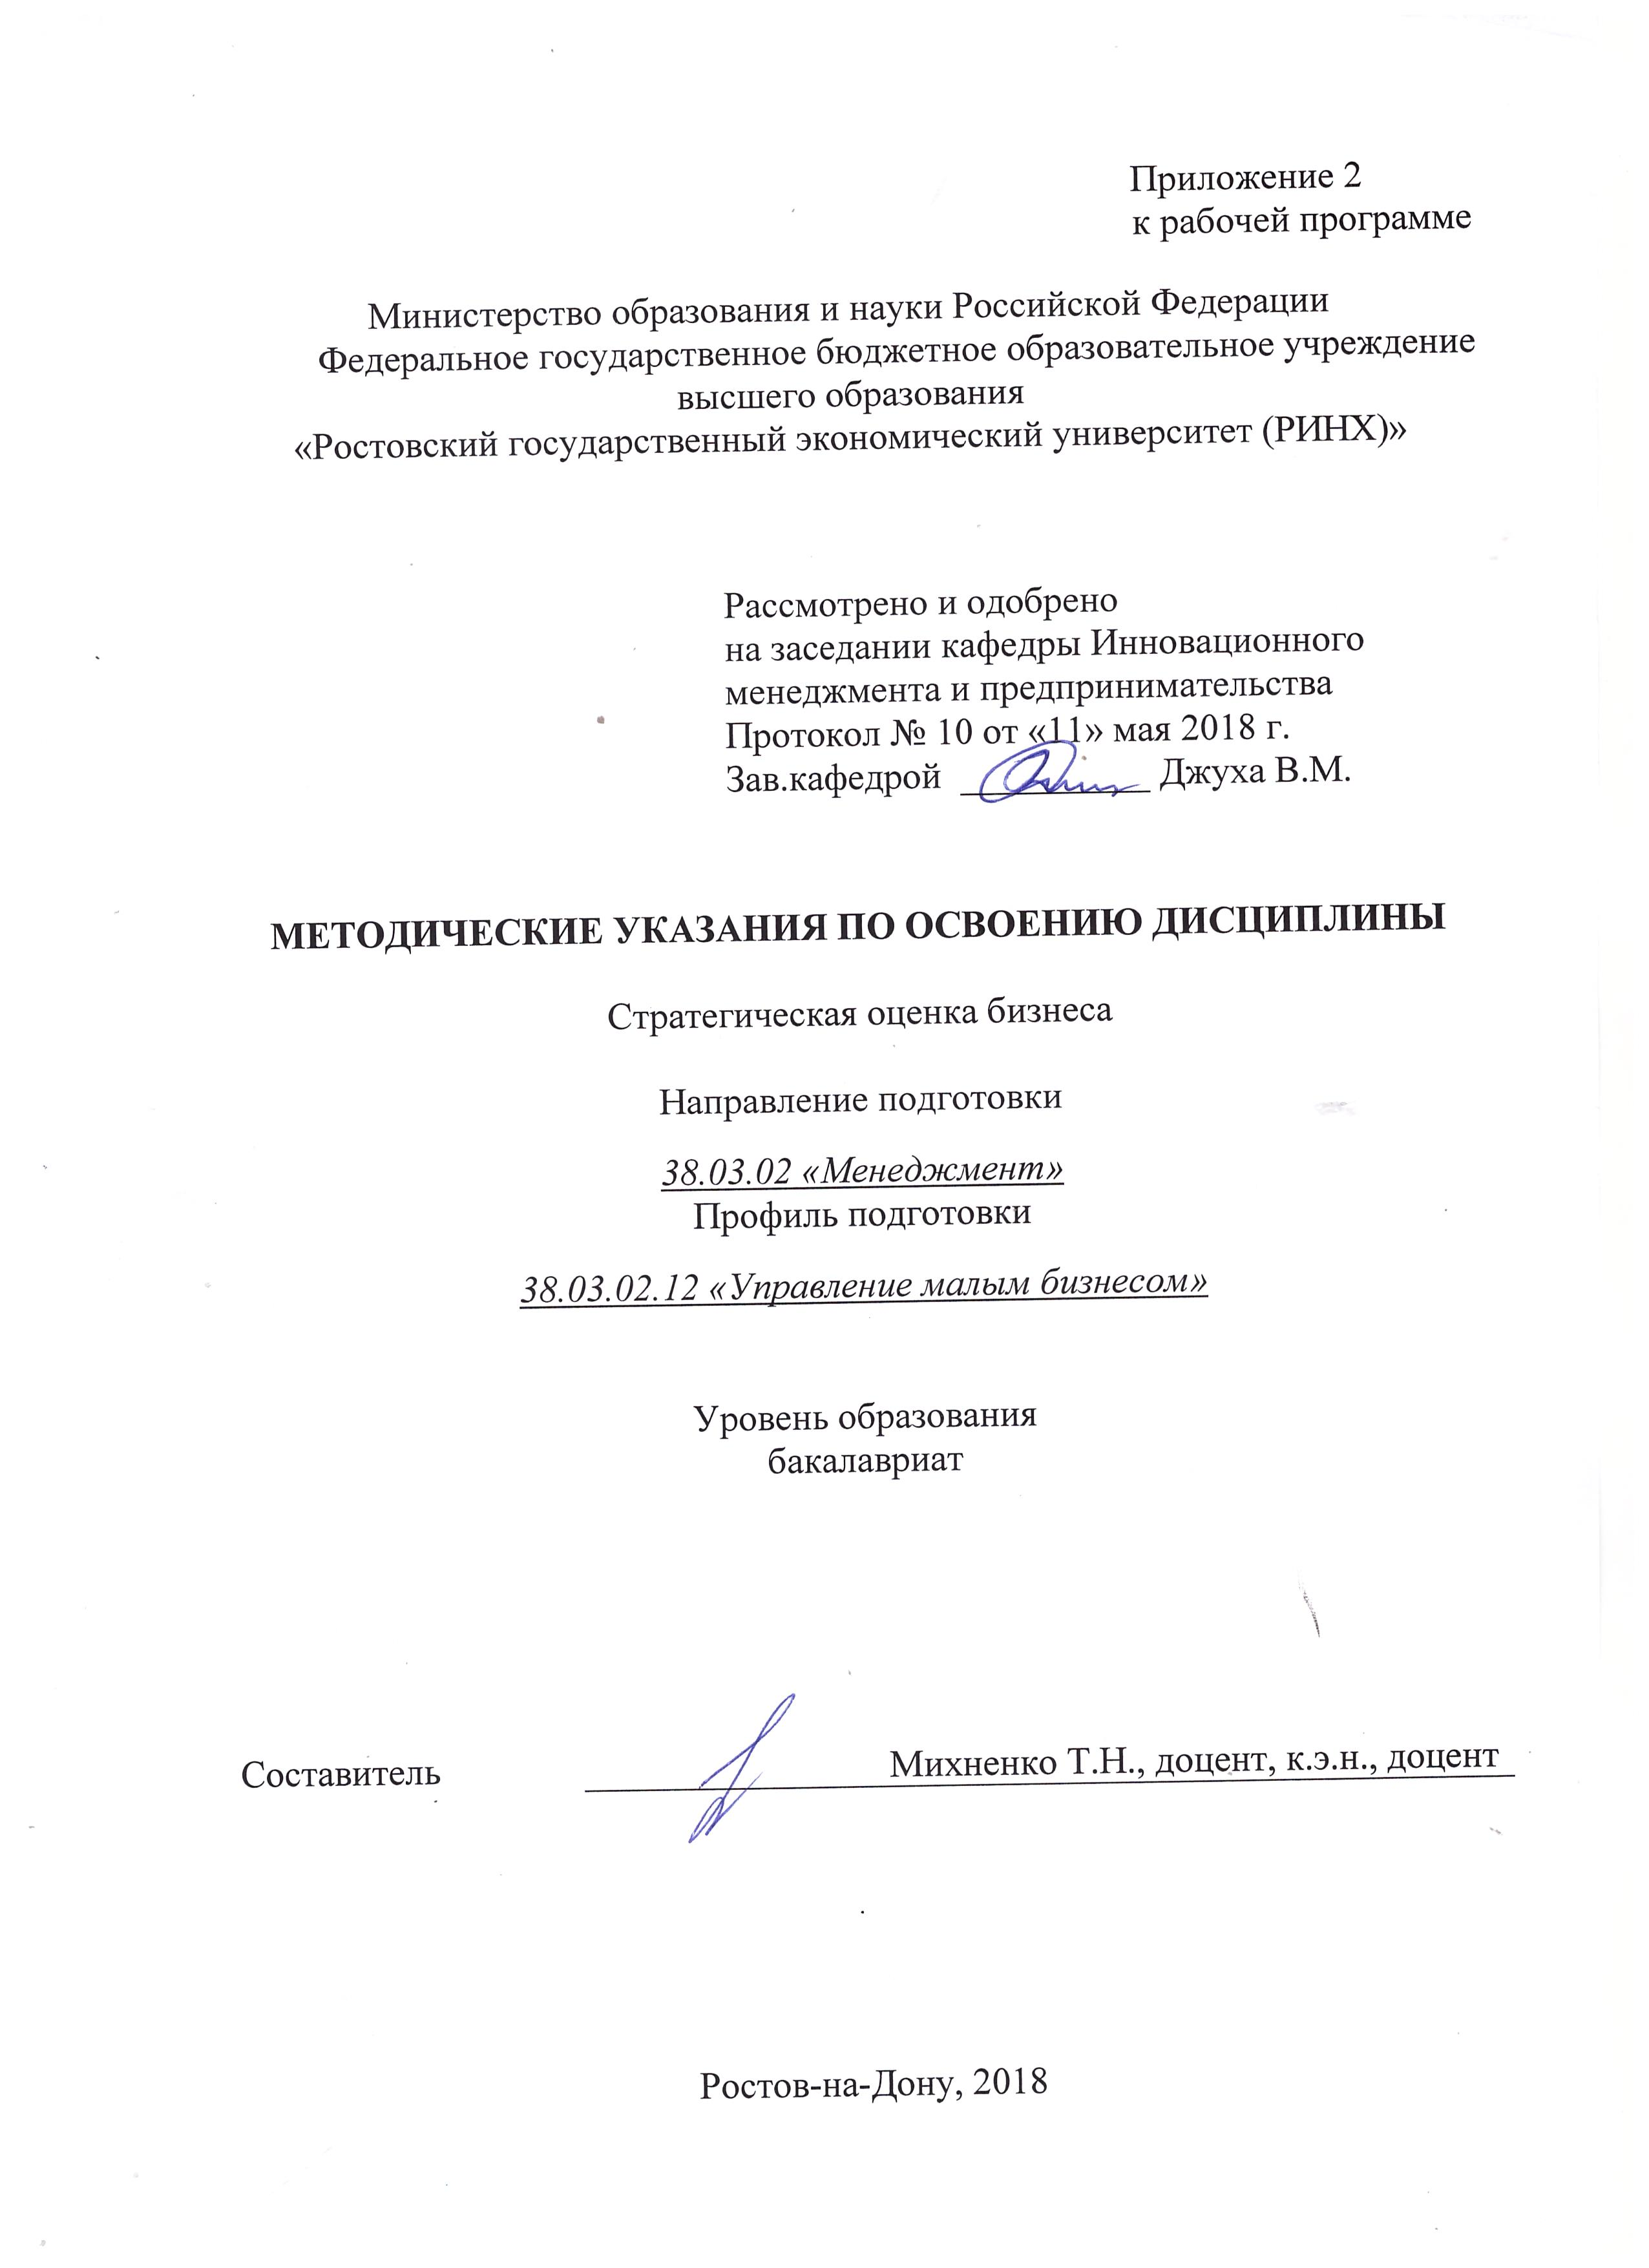 Приложение 2
к рабочей программе
Министерство образования и науки Российской Федерации
Федеральное государственное бюджетное образовательное учреждение
высшего образования
«Ростовский государственный экономический университет (РИНХ)»
Рассмотрено и одобрено
на заседании кафедры Инновационного
менеджмента и предпринимательства
Протокол № 10 от «11» мая 2018 г.
Зав.кафедрой Джуха В.М.
МЕТОДИЧЕСКИЕ УКАЗАНИЯ ПО ОСВОЕНИЮ ДИСЦИПЛИНЫ
Стратегическая оценка бизнеса
Направление подготовки
38.03.02 «Менеджмент»
Профиль подготовки
38.03.02.12 «Управление малым бизнесом»
Уровень образования
бакалавриат
Составитель Михненко Т.Н., доцент, к.э.н., доцент
Ростов-на-Дону, 2018